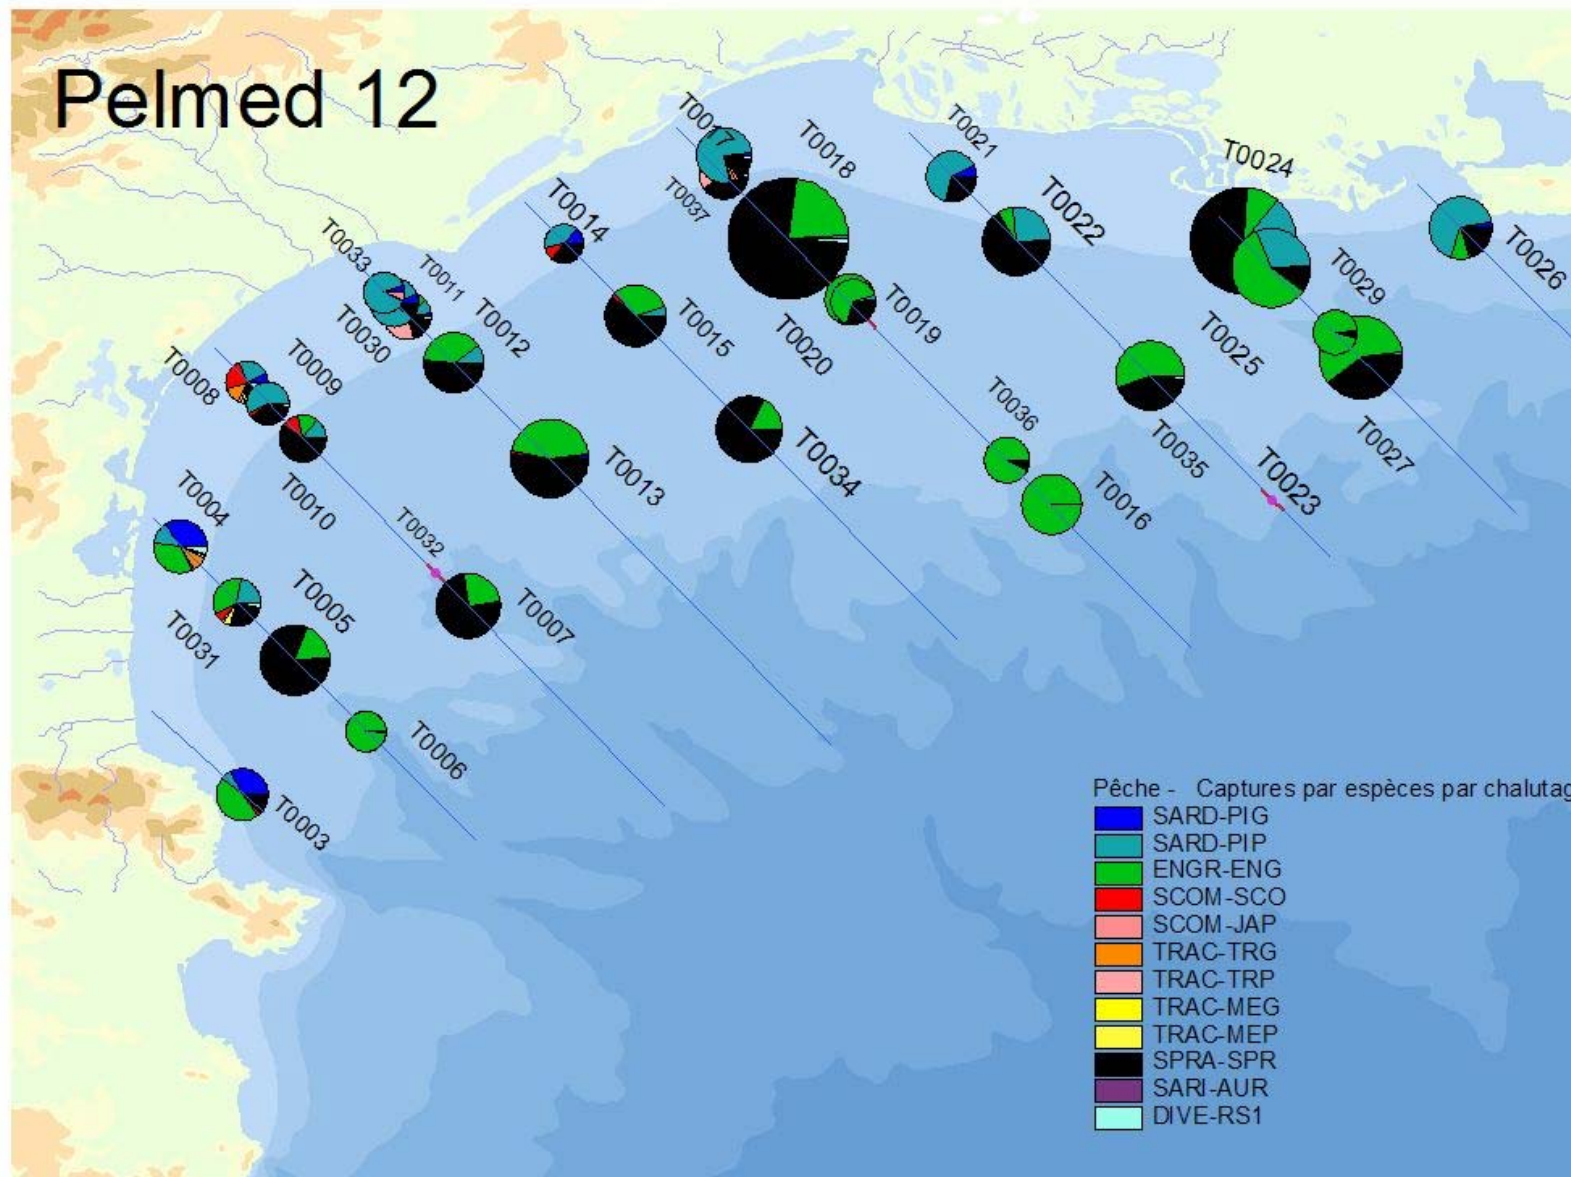 Pelmed 12
T0017
T0018
T0021
T0024
T0037
T0022
T0014
T0026
T0033
T0011
T0029
T0019
T0030
T0012
T0015
T0020
T0025
T0009
T0008
T0036
T0035
T0027
T0034
T0013
T0023
T0004
T0010
T0016
T0032
T0005
T0007
T0031
T0006
T0003
Pêche - Captures par espèces par chalutag
SARD-PIG
SARD-PIP
ENGR-ENG
SCOM-SCO
SCOM-JAP
TRAC-TRG
TRAC-TRP
TRAC-MEG
TRAC-MEP
SPRA-SPR
SARI-AUR
DIVE-RS1